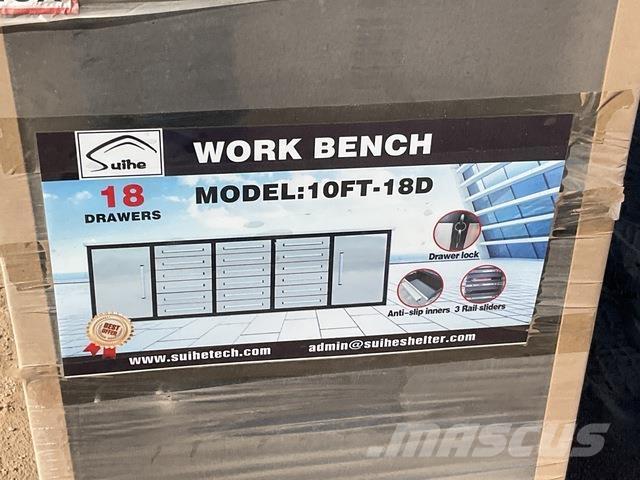 Suihe
WORK BENCH
18
DRAWERS
MODEL:10FT-18D
Drawer lock
Anti-slip inners
3 Rail sliders
BEST
OFFER
www.suihetech.com
admin@suiheshelter.com
MASCUS